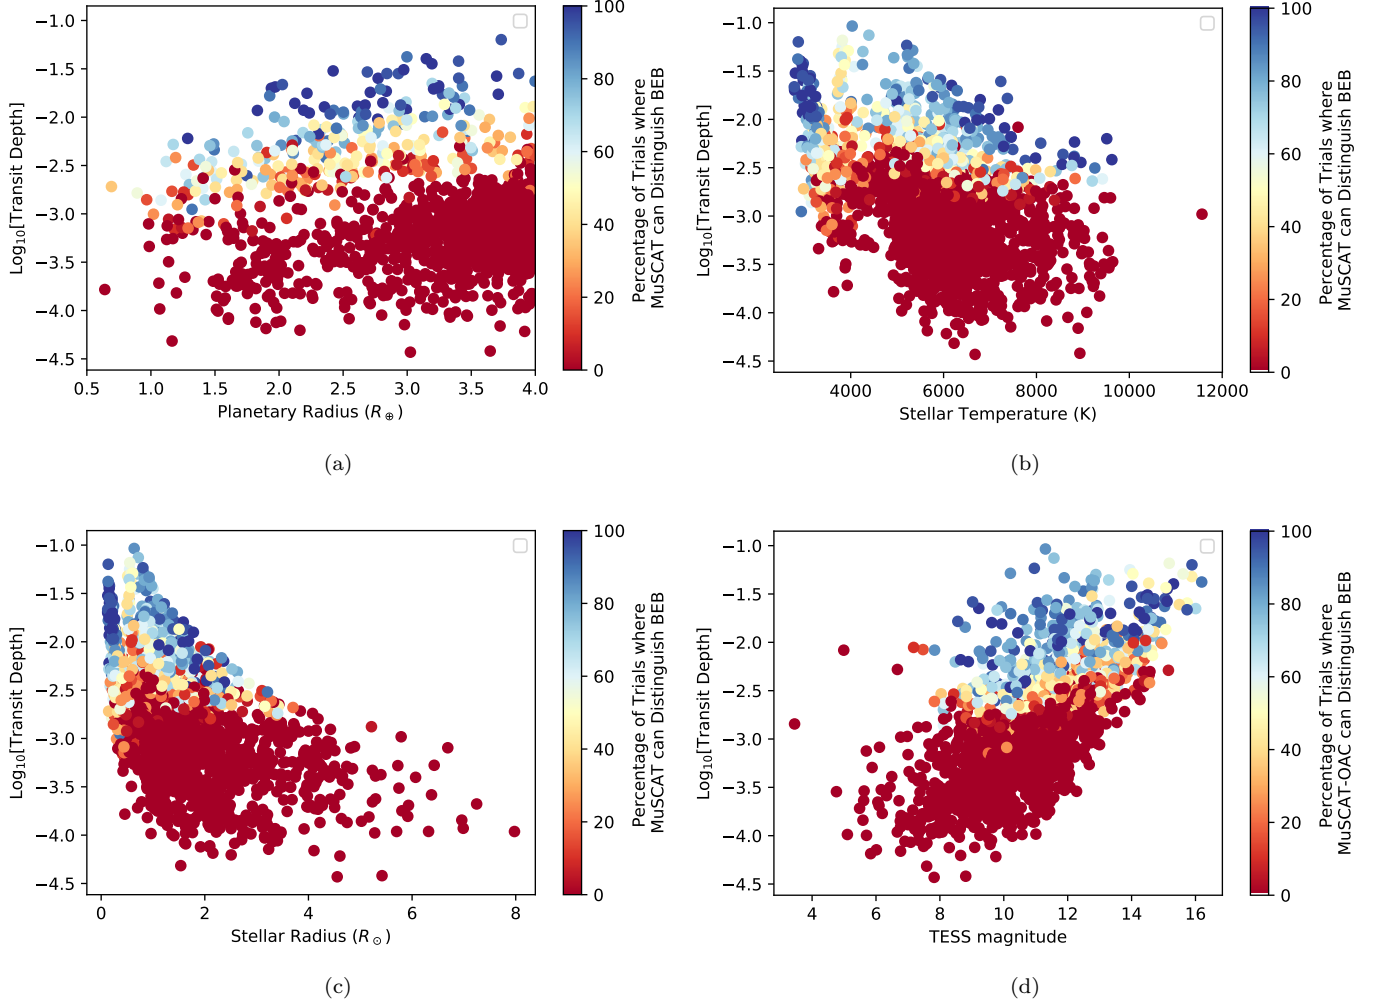 −1.0
−1.5
−2.0
−2.5
−3.0
−3.5
−4.0
−4.5
Log₁₀[Transit Depth]
0.5 1.0 1.5 2.0 2.5 3.0 3.5 4.0
Planetary Radius (R⊕)
100
80
60
40
20
0
Percentage of Trials where
MuSCAT can Distinguish BEB
(a)
−1.0
−1.5
−2.0
−2.5
−3.0
−3.5
−4.0
−4.5
Log₁₀[Transit Depth]
4000 6000 8000 10000 12000
Stellar Temperature (K)
100
80
60
40
20
0
Percentage of Trials where
MuSCAT can Distinguish BEB
(b)
−1.0
−1.5
−2.0
−2.5
−3.0
−3.5
−4.0
−4.5
Log₁₀[Transit Depth]
0 2 4 6 8
Stellar Radius (R⊙)
100
80
60
40
20
0
Percentage of Trials where
MuSCAT can Distinguish BEB
(c)
−1.0
−1.5
−2.0
−2.5
−3.0
−3.5
−4.0
−4.5
Log₁₀[Transit Depth]
4 6 8 10 12 14 16
TESS magnitude
100
80
60
40
20
0
Percentage of Trials where
MuSCAT-OAC can Distinguish BEB
(d)